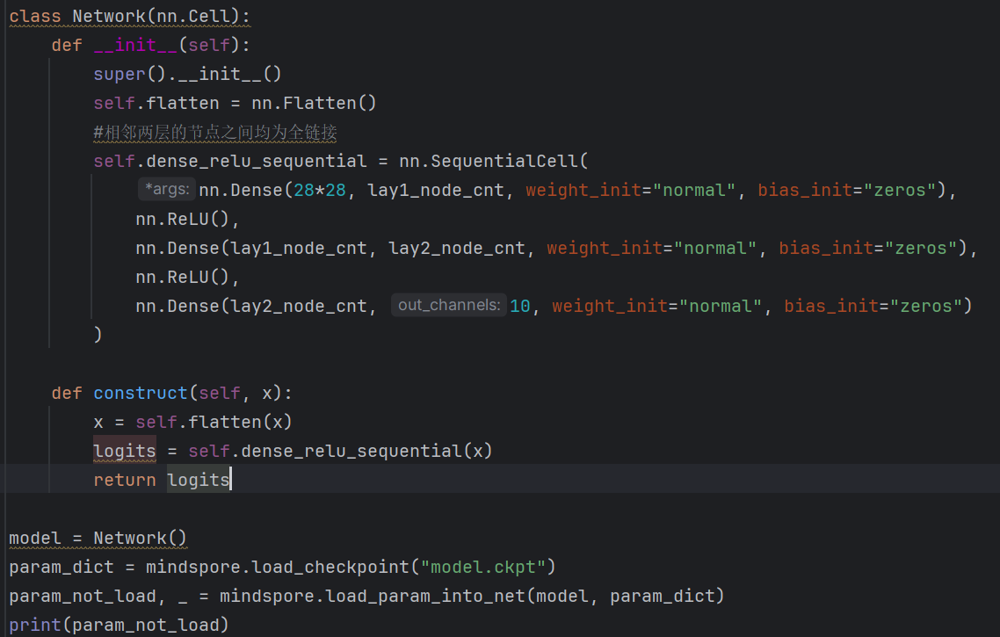 class Network(nn.Cell):
    def __init__(self):
        super().__init__()
        self.flatten = nn.Flatten()
        #相邻两层的节点之间均为全链接
        self.dense_relu_sequential = nn.SequentialCell(
            *args: nn.Dense(28*28, lay1_node_cnt, weight_init="normal", bias_init="zeros"),
            nn.ReLU(),
            nn.Dense(lay1_node_cnt, lay2_node_cnt, weight_init="normal", bias_init="zeros"),
            nn.ReLU(),
            nn.Dense(lay2_node_cnt, out_channels: 10, weight_init="normal", bias_init="zeros")
        )
    def construct(self, x):
        x = self.flatten(x)
        logits = self.dense_relu_sequential(x)
        return logits
model = Network()
param_dict = mindspore.load_checkpoint("model.ckpt")
param_not_load, _ = mindspore.load_param_into_net(model, param_dict)
print(param_not_load)